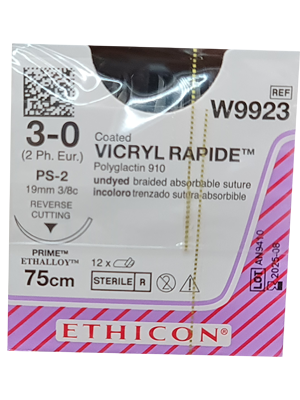 REF
W9923
3-0
(2 Ph. Eur.)
Coated
VICRYL RAPIDE™
Polyglactin 910
PS-2
19mm 3/8c
undyed braided absorbable suture
incoloro trenzado sutura absorbible
REVERSE
CUTTING
PRIME™
ETHALLOY™
75cm
12 x
STERILE R
LOT AN9410
2025-08
ETHICON